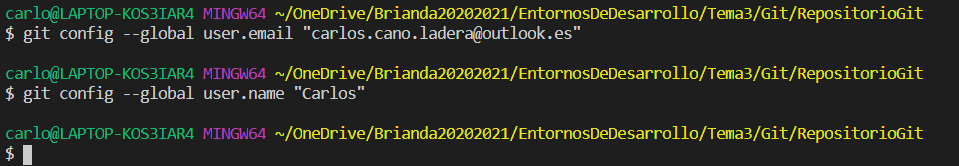 carlo@LAPTOP-KOS3IAR4 MINGW64 ~/OneDrive/Brianda20202021/EntornosDeDesarrollo/Tema3/Git/RepositorioGit
$ git config --global user.email "carlos.cano.ladera@outlook.es"
carlo@LAPTOP-KOS3IAR4 MINGW64 ~/OneDrive/Brianda20202021/EntornosDeDesarrollo/Tema3/Git/RepositorioGit
$ git config --global user.name "Carlos"
carlo@LAPTOP-KOS3IAR4 MINGW64 ~/OneDrive/Brianda20202021/EntornosDeDesarrollo/Tema3/Git/RepositorioGit
$